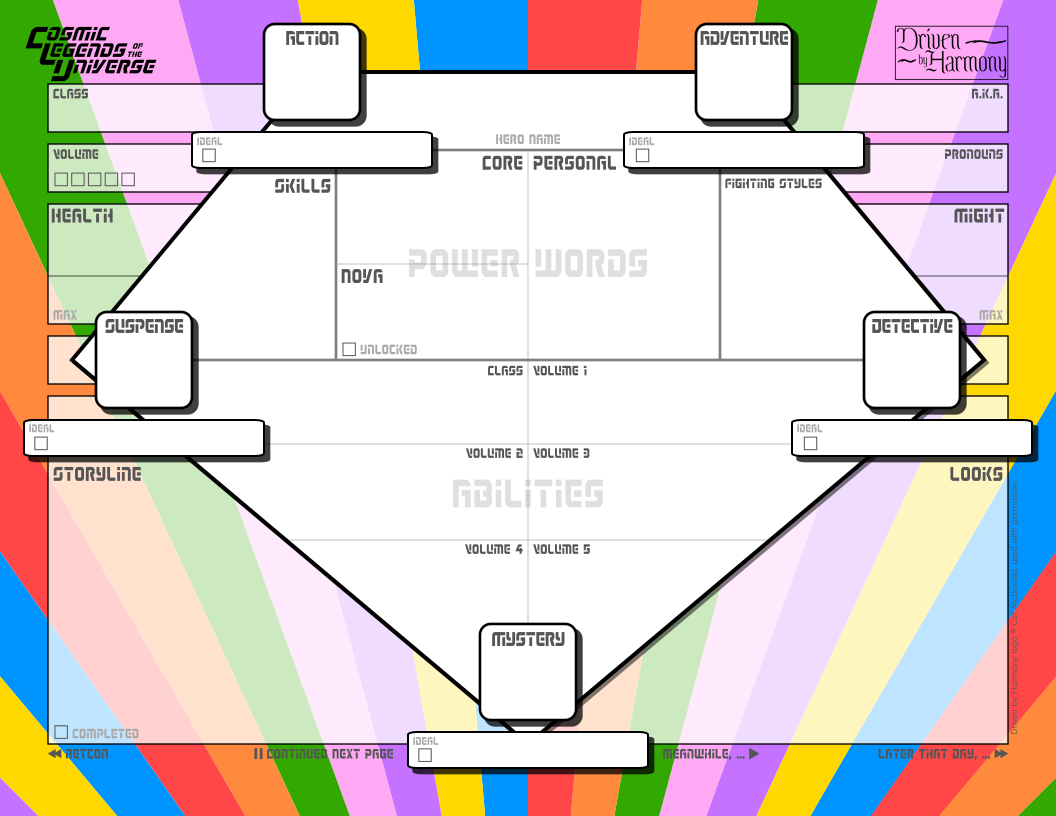 COSMIC
LEGENDS OF THE
UNIVERSE
ACTION
ADVENTURE
Driven
by Harmony
CLASS
A.K.A.
IDEAL
HERO NAME
IDEAL
VOLUME
CORE
PERSONAL
PRONOUNS
SKILLS
FIGHTING STYLES
HEALTH
MIGHT
POWER WORDS
NOVA
MAX
MAX
SUSPENSE
DETECTIVE
UNLOCKED
CLASS
VOLUME 1
IDEAL
IDEAL
VOLUME 2
VOLUME 3
STORYLINE
LOOKS
ABILITIES
VOLUME 4
VOLUME 5
MYSTERY
Driven by Harmony logo © Cat McDonald, used with permission
COMPLETED
IDEAL
RETCON
CONTINUED NEXT PAGE
MEANWHILE, ...
LATER THAT DAY, ...